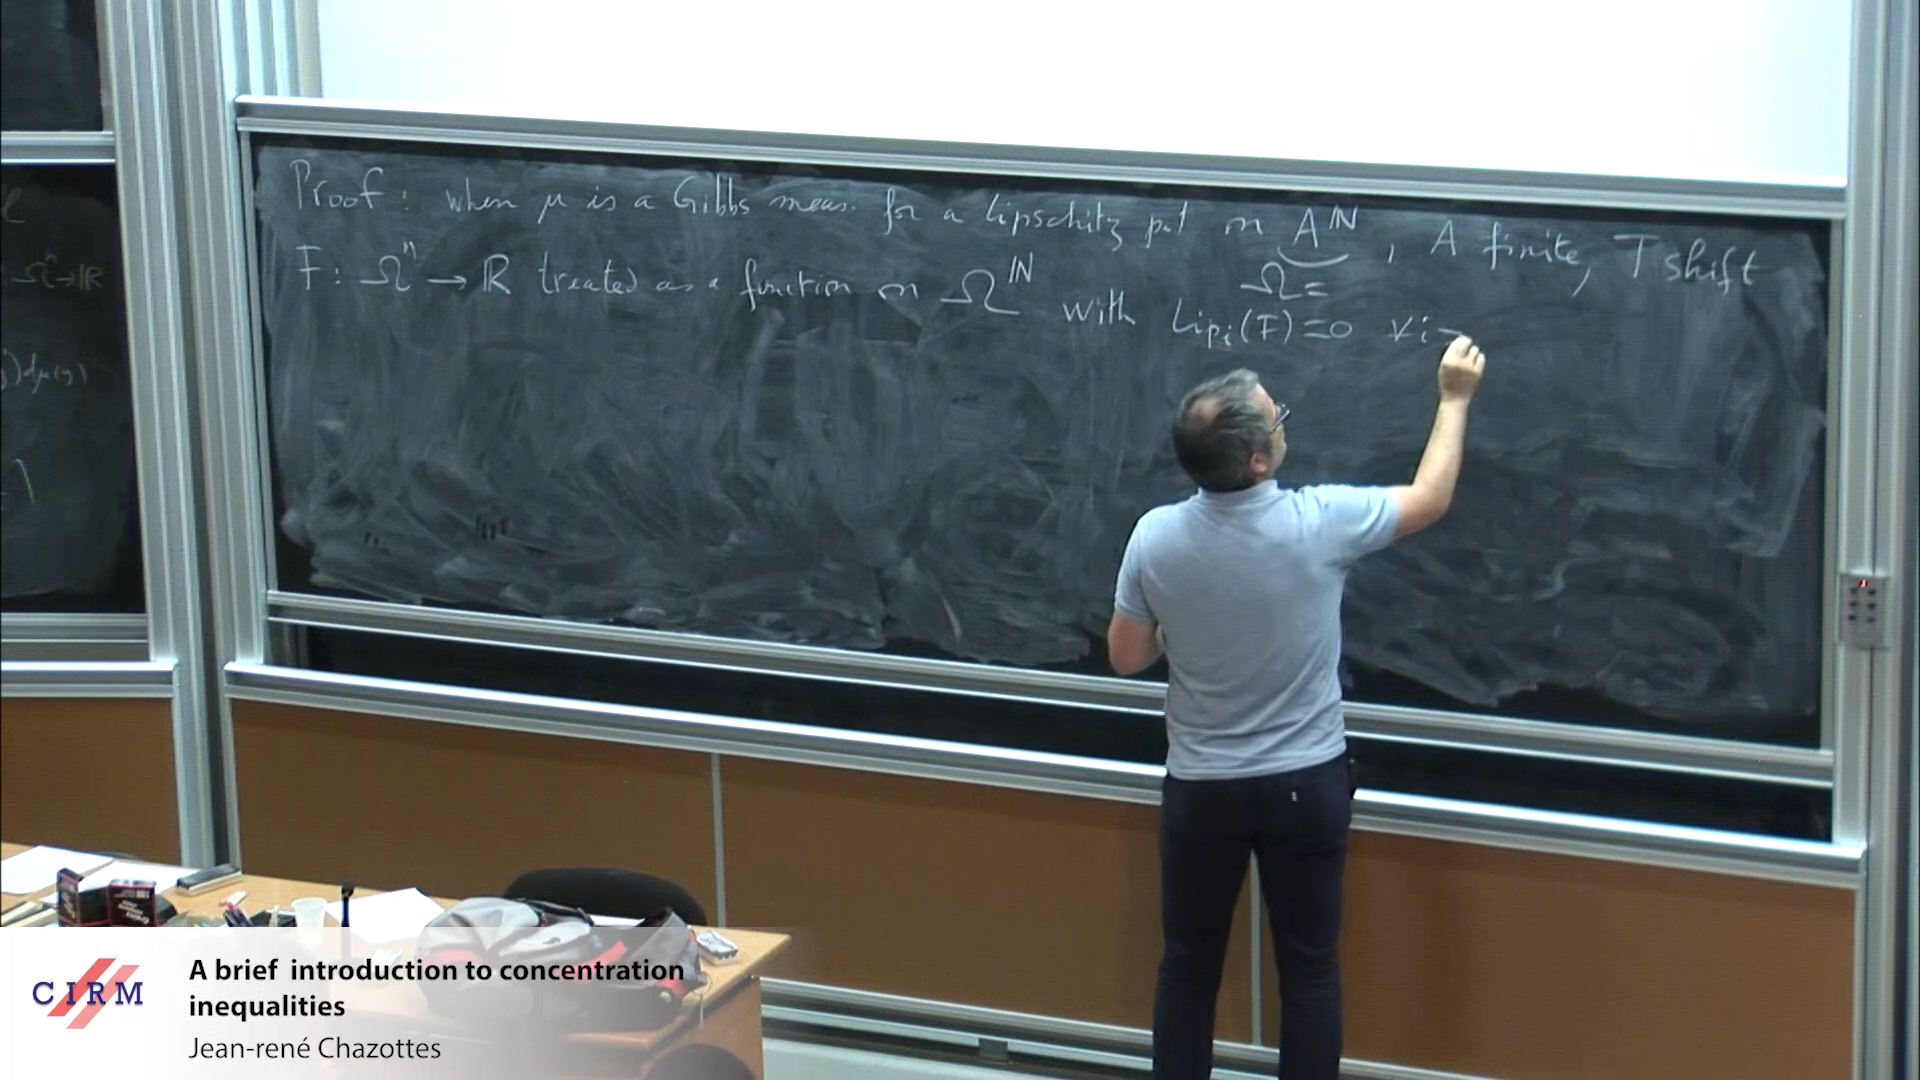 Proof: when μ is a Gibbs meas. for a Lipschitz pot on A^ℕ, A finite, T shift
Ω=
F: Ω^n → ℝ treated as a function on Ω^ℕ with Lip_i(F)=0 ∀i
Ω^n→ℝ
)dμ(y)
A brief introduction to concentration
inequalities
Jean-rené Chazottes
CIRM